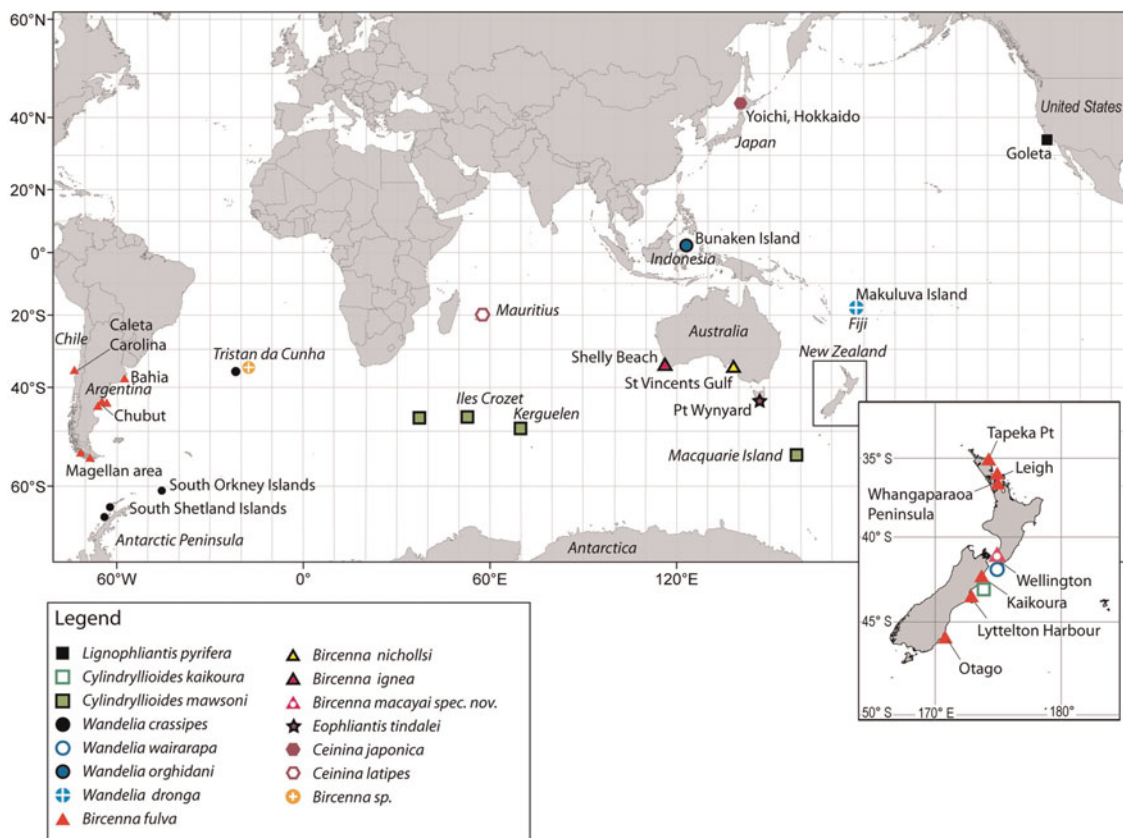 60°N
40°N
20°N
0°
20°S
40°S
60°S
60°W
0°
60°E
120°E
United States
Goleta
Yoichi, Hokkaido
Japan
Bunaken Island
Indonesia
Makuluva Island
Fiji
Mauritius
Australia
Shelly Beach
St Vincents Gulf
Pt Wynyard
New Zealand
Chile
Caleta
Carolina
Bahia
Argentina
Chubut
Magellan area
Tristan da Cunha
Iles Crozet
Kerguelen
Macquarie Island
South Orkney Islands
South Shetland Islands
Antarctic Peninsula
Antarctica
35° S
40° S
45° S
50° S
170° E
180°
Tapeka Pt
Leigh
Whangaparaoa
Peninsula
Wellington
Kaikoura
Lyttelton Harbour
Otago
Legend
Lignophliantis pyrifera
Cylindryllioides kaikoura
Cylindryllioides mawsoni
Wandelia crassipes
Wandelia wairarapa
Wandelia orghidani
Wandelia dronga
Bircenna fulva
Bircenna nichollsi
Bircenna ignea
Bircenna macayai spec. nov.
Eophliantis tindalei
Ceinina japonica
Ceinina latipes
Bircenna sp.